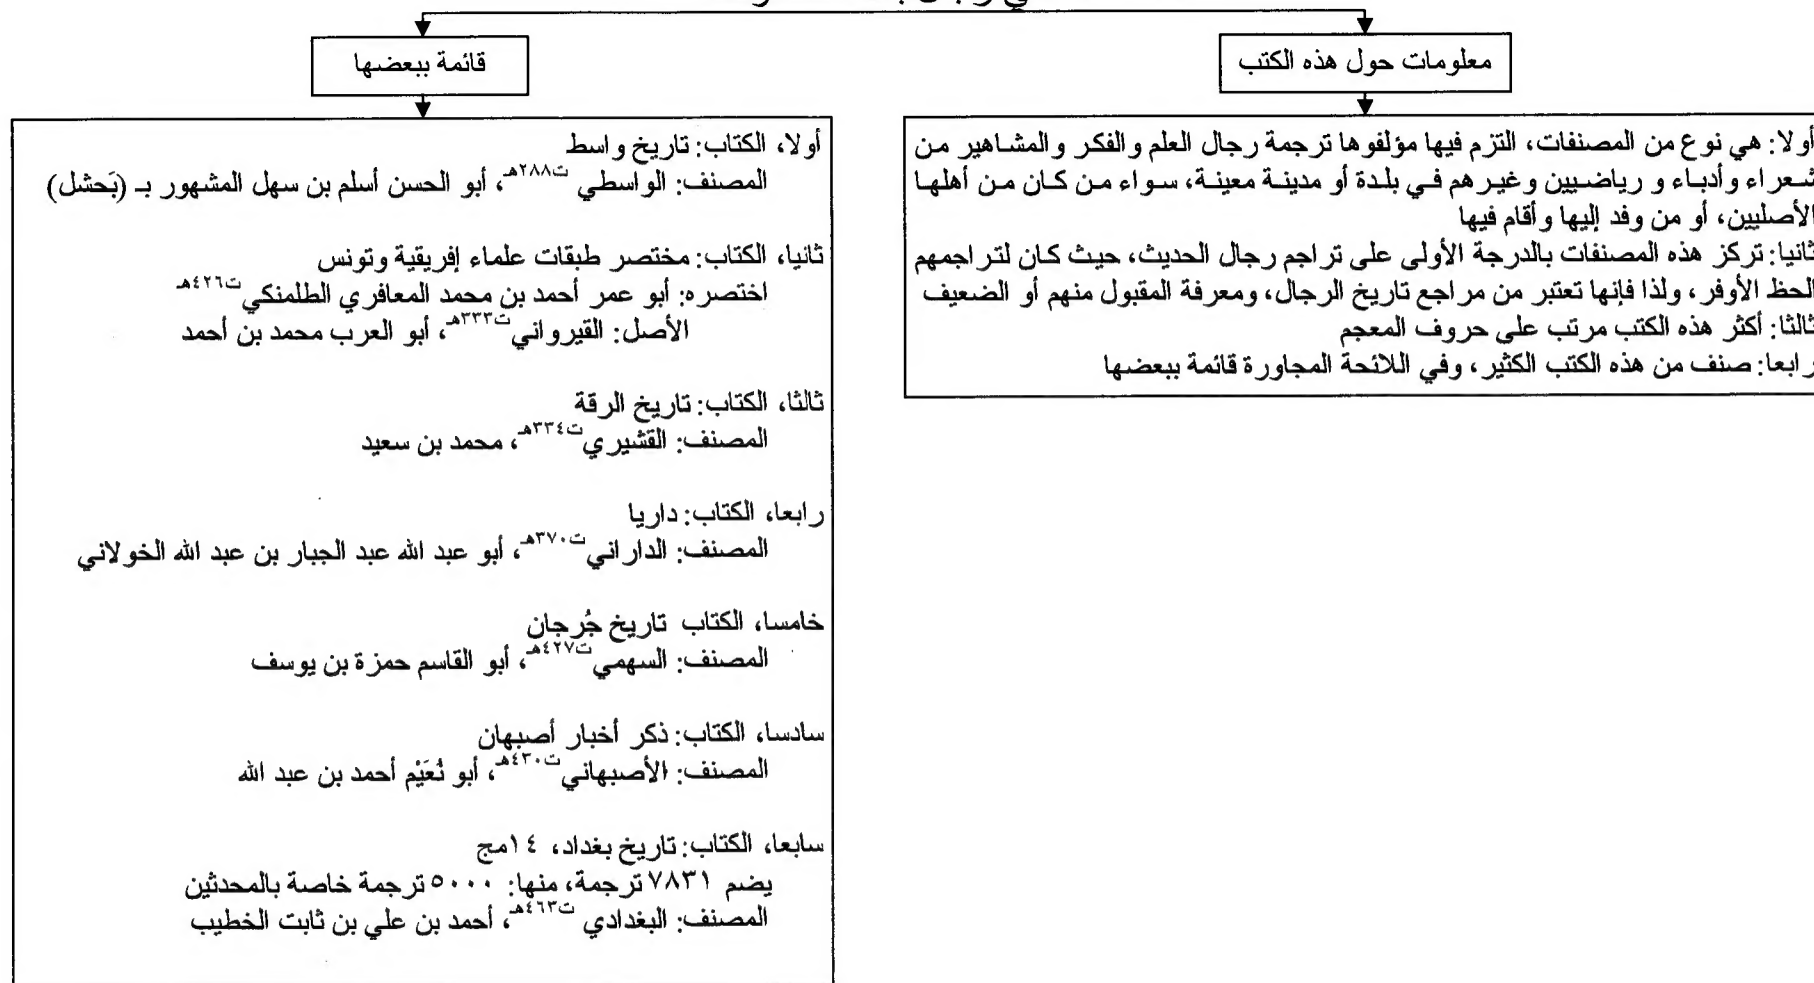 معلومات حول هذه الكتب
أولا: هي نوع من المصنفات، التزم فيها مؤلفوها ترجمة رجال العلم والفكر والمشاهير من
شعراء وأدباء و رياضيين وغيرهم في بلدة أو مدينة معينة، سواء من كان من أهلها
الأصليين، أو من وفد إليها وأقام فيها
ثانيا: تركز هذه المصنفات بالدرجة الأولى على تراجم رجال الحديث، حيث كان لتراجمهم
الحظ الأوفر، ولذا فإنها تعتبر من مراجع تاريخ الرجال، ومعرفة المقبول منهم أو الضعيف
ثالثا: أكثر هذه الكتب مرتب على حروف المعجم
رابعا: صنف من هذه الكتب الكثير، وفي اللائحة المجاورة قائمة ببعضها
قائمة ببعضها
أولا، الكتاب: تاريخ واسط
المصنف: الواسطي ت٢٨٨هـ، أبو الحسن أسلم بن سهل المشهور بـ (بَحشل)
ثانيا، الكتاب: مختصر طبقات علماء إفريقية وتونس
اختصره: أبو عمر أحمد بن محمد المعافري الطلمنكي ت٤٢٦هـ
الأصل: القيرواني ت٣٣٣هـ، أبو العرب محمد بن أحمد
ثالثا، الكتاب: تاريخ الرقة
المصنف: القشيري ت٣٣٤هـ، محمد بن سعيد
رابعا، الكتاب: داريا
المصنف: الداراني ت٣٧٠هـ، أبو عبد الله عبد الجبار بن عبد الله الخولاني
خامسا، الكتاب تاريخ جُرجان
المصنف: السهمي ت٤٢٧هـ، أبو القاسم حمزة بن يوسف
سادسا، الكتاب: ذكر أخبار أصبهان
المصنف: الأصبهاني ت٤٣٠هـ، أبو نُعَيْم أحمد بن عبد الله
سابعا، الكتاب: تاريخ بغداد، ١٤مج
يضم ٧٨٣١ ترجمة، منها: ٥٠٠٠ ترجمة خاصة بالمحدثين
المصنف: البغدادي ت٤٦٣هـ، أحمد بن علي بن ثابت الخطيب